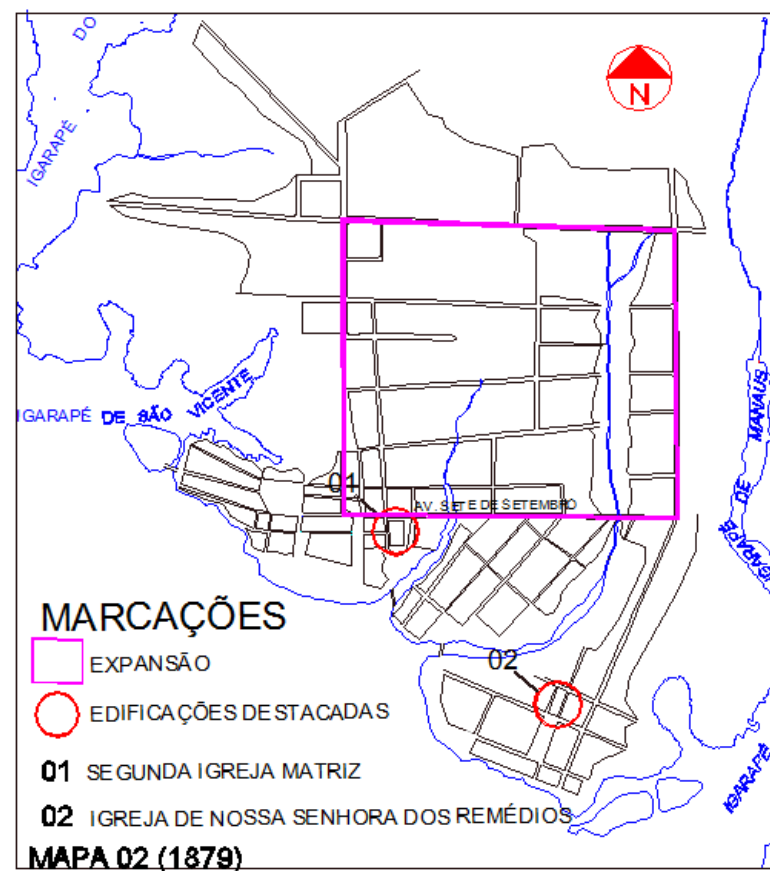 DO
IGARAPÉ
N
IGARAPÉ DE SÃO VICENTE
01
AV. SETE DE SETEMBRO
IGARAPÉ DE MANAUS
02
IGARAPÉ
MARCAÇÕES
EXPANSÃO
EDIFICAÇÕES DESTACADAS
01 SEGUNDA IGREJA MATRIZ
02 IGREJA DE NOSSA SENHORA DOS REMÉDIOS
MAPA 02 (1879)